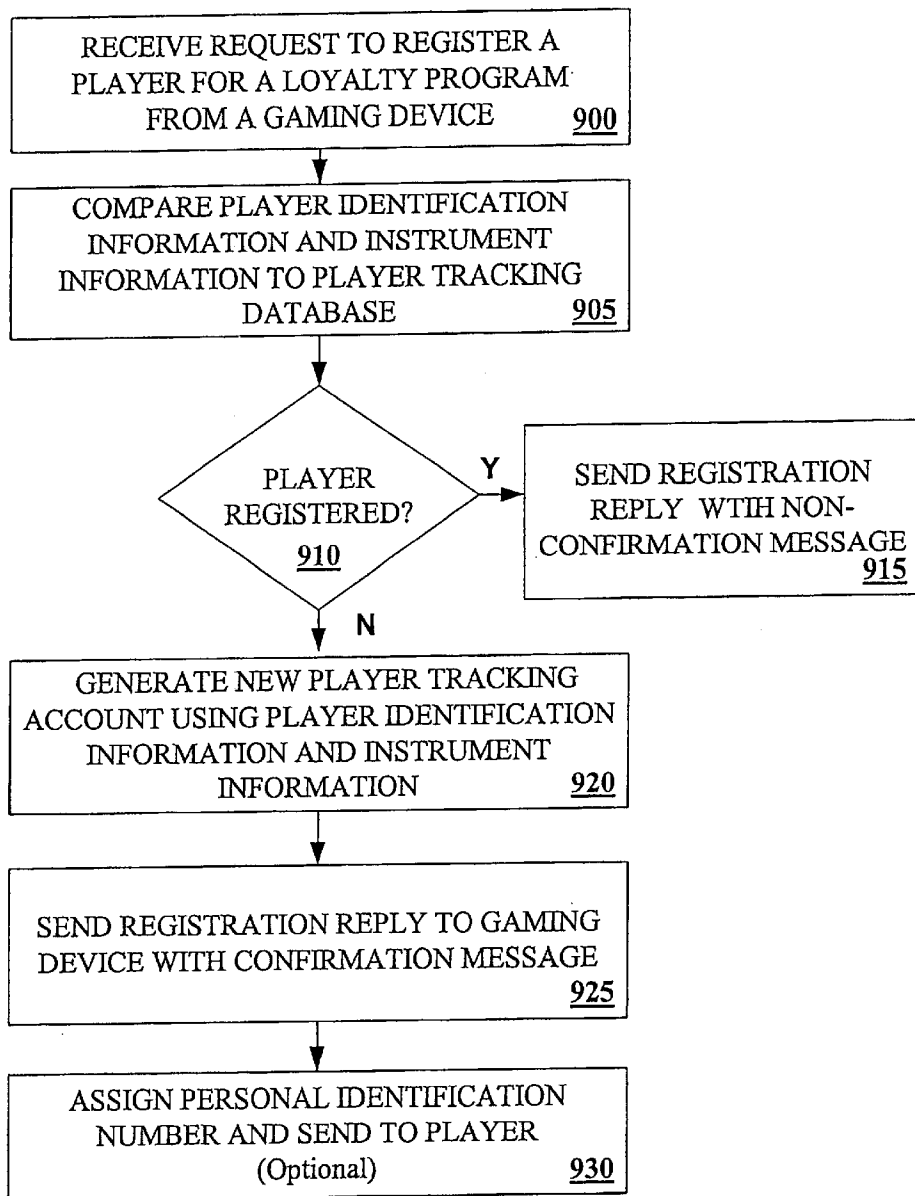 RECEIVE REQUEST TO REGISTER A
PLAYER FOR A LOYALTY PROGRAM
FROM A GAMING DEVICE 900
COMPARE PLAYER IDENTIFICATION
INFORMATION AND INSTRUMENT
INFORMATION TO PLAYER TRACKING
DATABASE 905
PLAYER
REGISTERED?
910
Y
SEND REGISTRATION
REPLY WTIH NON-
CONFIRMATION MESSAGE
915
N
GENERATE NEW PLAYER TRACKING
ACCOUNT USING PLAYER IDENTIFICATION
INFORMATION AND INSTRUMENT
INFORMATION 920
SEND REGISTRATION REPLY TO GAMING
DEVICE WITH CONFIRMATION MESSAGE
925
ASSIGN PERSONAL IDENTIFICATION
NUMBER AND SEND TO PLAYER
(Optional) 930